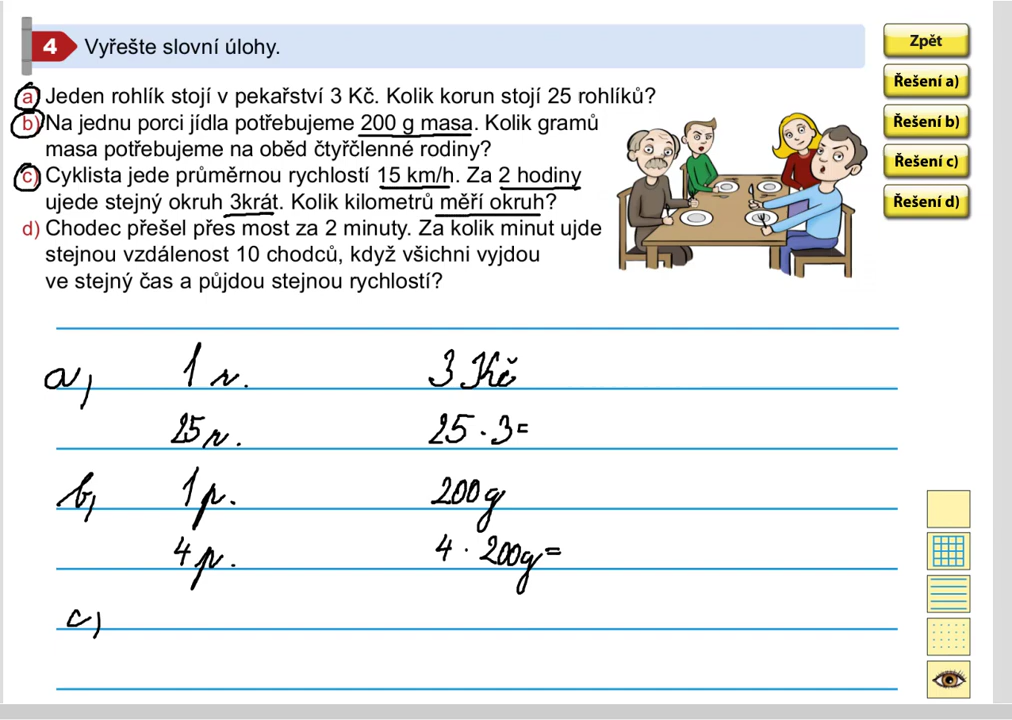 4 Vyřešte slovní úlohy.
Zpět
Řešení a)
Řešení b)
Řešení c)
Řešení d)
a) Jeden rohlík stojí v pekařství 3 Kč. Kolik korun stojí 25 rohlíků?
b) Na jednu porci jídla potřebujeme 200 g masa. Kolik gramů
masa potřebujeme na oběd čtyřčlenné rodiny?
c) Cyklista jede průměrnou rychlostí 15 km/h. Za 2 hodiny
ujede stejný okruh 3krát. Kolik kilometrů měří okruh?
d) Chodec přešel přes most za 2 minuty. Za kolik minut ujde
stejnou vzdálenost 10 chodců, když všichni vyjdou
ve stejný čas a půjdou stejnou rychlostí?
a) 1 r. 3 Kč
25 r. 25 · 3 =
b) 1 p. 200g
4 p. 4 · 200g =
c)